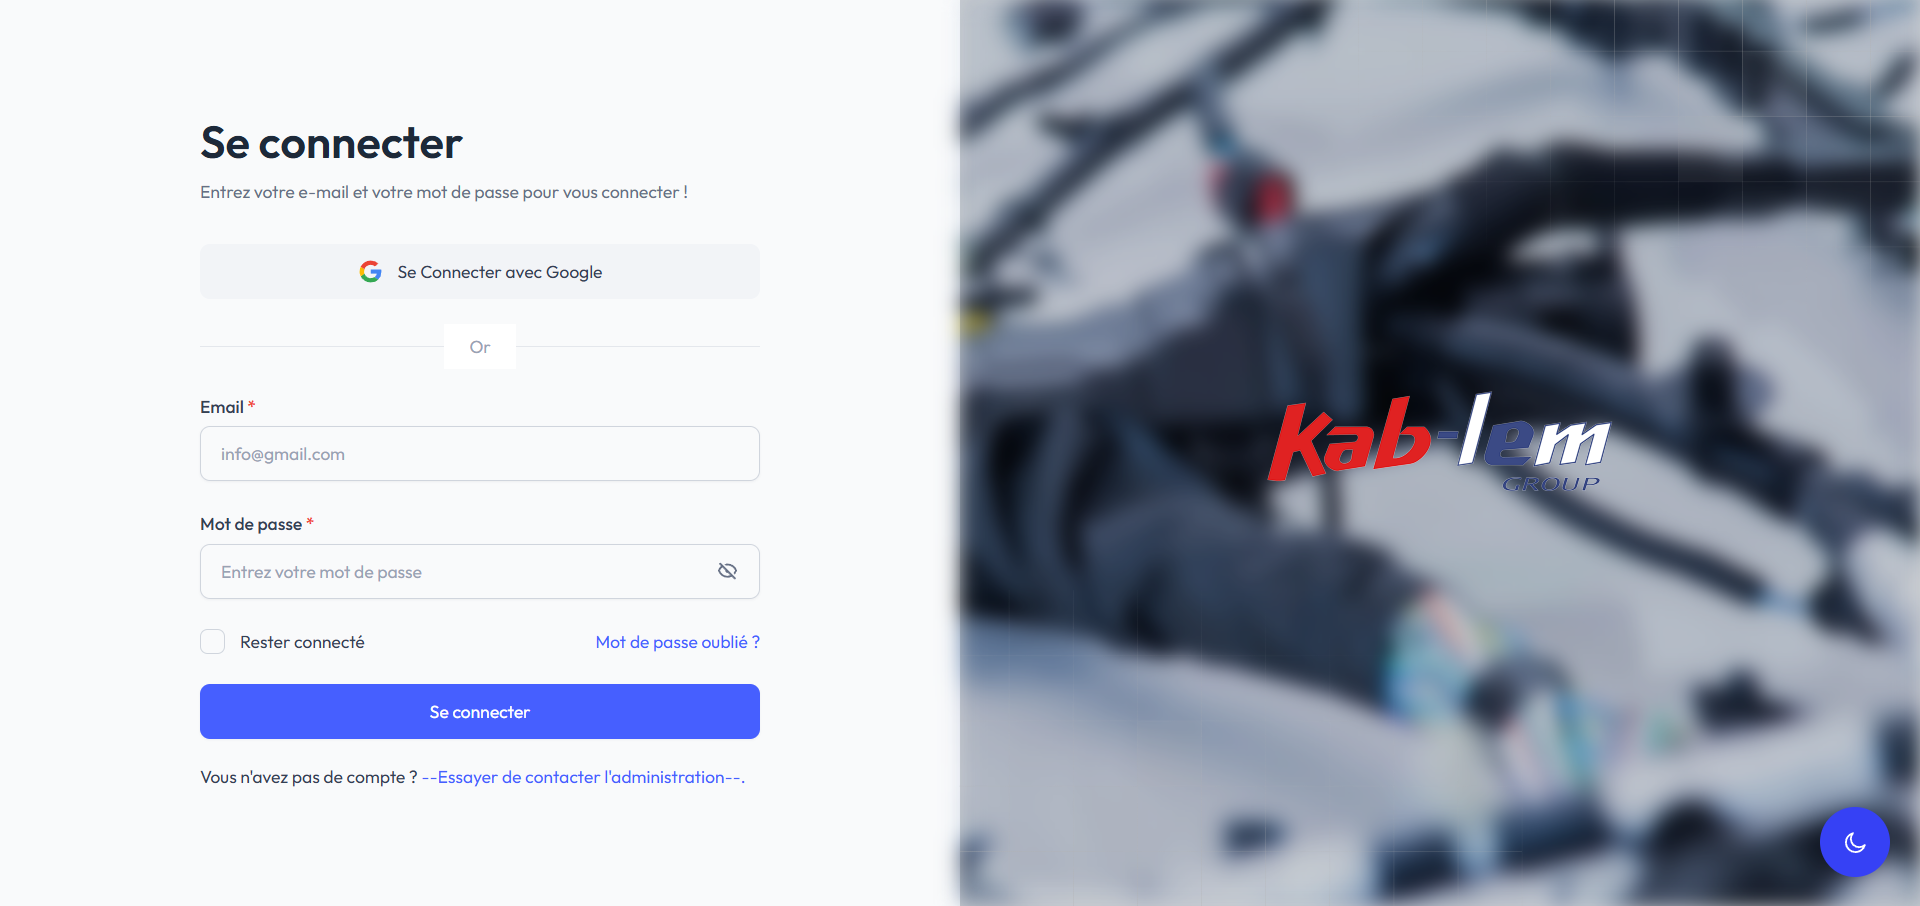 Se connecter
Entrez votre e-mail et votre mot de passe pour vous connecter !
Se Connecter avec Google
Or
Email *
info@gmail.com
Mot de passe *
Entrez votre mot de passe
Rester connecté
Mot de passe oublié ?
Se connecter
Vous n'avez pas de compte ? --Essayer de contacter l'administration--.
Kab-lem
GROUP